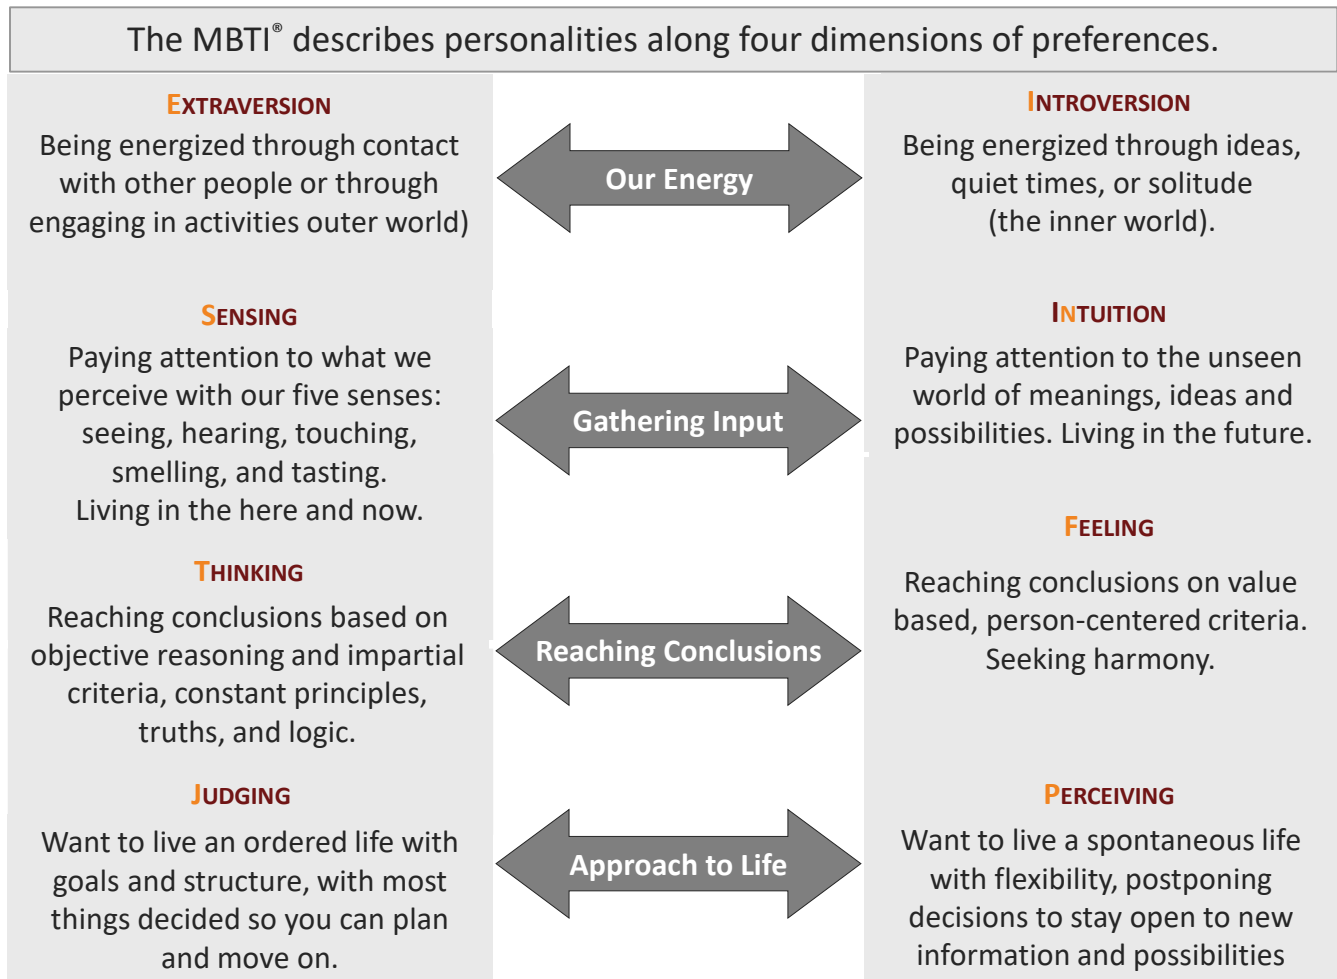 The MBTI® describes personalities along four dimensions of preferences.
EXTRAVERSION
Being energized through contact
with other people or through
engaging in activities outer world)
Our Energy
INTROVERSION
Being energized through ideas,
quiet times, or solitude
(the inner world).
SENSING
Paying attention to what we
perceive with our five senses:
seeing, hearing, touching,
smelling, and tasting.
Living in the here and now.
Gathering Input
INTUITION
Paying attention to the unseen
world of meanings, ideas and
possibilities. Living in the future.
THINKING
Reaching conclusions based on
objective reasoning and impartial
criteria, constant principles,
truths, and logic.
Reaching Conclusions
FEELING
Reaching conclusions on value
based, person-centered criteria.
Seeking harmony.
JUDGING
Want to live an ordered life with
goals and structure, with most
things decided so you can plan
and move on.
Approach to Life
PERCEIVING
Want to live a spontaneous life
with flexibility, postponing
decisions to stay open to new
information and possibilities